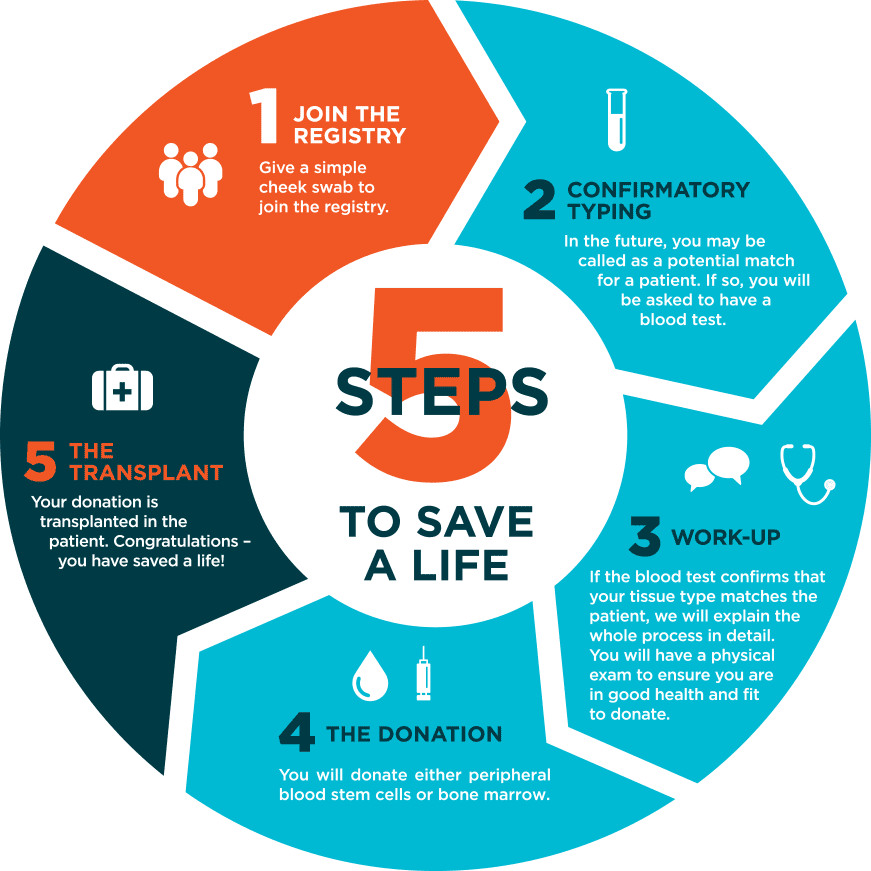 1 JOIN THE
REGISTRY
Give a simple
cheek swab to
join the registry.
2 CONFIRMATORY
TYPING
In the future, you may be
called as a potential match
for a patient. If so, you will
be asked to have a
blood test.
3 WORK-UP
If the blood test confirms that
your tissue type matches the
patient, we will explain the
whole process in detail.
You will have a physical
exam to ensure you are
in good health and fit
to donate.
4 THE DONATION
You will donate either peripheral
blood stem cells or bone marrow.
5 THE
TRANSPLANT
Your donation is
transplanted in the
patient. Congratulations –
you have saved a life!
5
STEPS
TO SAVE
A LIFE